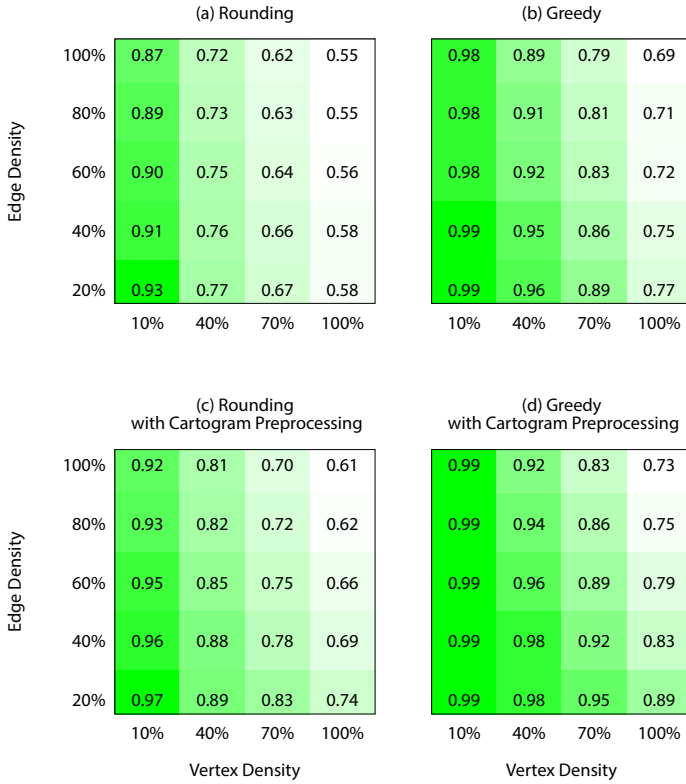 (a) Rounding
(b) Greedy
100% 0.87 0.72 0.62 0.55 0.98 0.89 0.79 0.69
80% 0.89 0.73 0.63 0.55 0.98 0.91 0.81 0.71
60% 0.90 0.75 0.64 0.56 0.98 0.92 0.83 0.72
40% 0.91 0.76 0.66 0.58 0.99 0.95 0.86 0.75
20% 0.93 0.77 0.67 0.58 0.99 0.96 0.89 0.77
Edge Density
10% 40% 70% 100% 10% 40% 70% 100%
(c) Rounding
with Cartogram Preprocessing
(d) Greedy
with Cartogram Preprocessing
100% 0.92 0.81 0.70 0.61 0.99 0.92 0.83 0.73
80% 0.93 0.82 0.72 0.62 0.99 0.94 0.86 0.75
60% 0.95 0.85 0.75 0.66 0.99 0.96 0.89 0.79
40% 0.96 0.88 0.78 0.69 0.99 0.98 0.92 0.83
20% 0.97 0.89 0.83 0.74 0.99 0.98 0.95 0.89
Edge Density
10% 40% 70% 100% 10% 40% 70% 100%
Vertex Density
Vertex Density